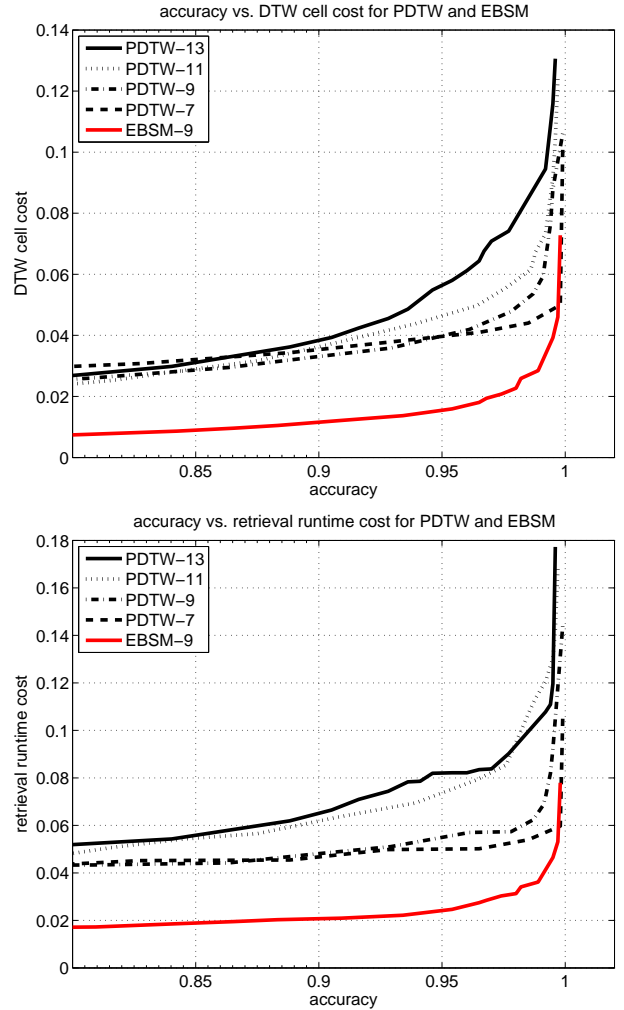 accuracy vs. DTW cell cost for PDTW and EBSM
0.14
0.12
0.1
0.08
0.06
0.04
0.02
0
DTW cell cost
PDTW−13
PDTW−11
PDTW−9
PDTW−7
EBSM−9
0.85 0.9 0.95 1
accuracy
accuracy vs. retrieval runtime cost for PDTW and EBSM
0.18
0.16
0.14
0.12
0.1
0.08
0.06
0.04
0.02
0
retrieval runtime cost
PDTW−13
PDTW−11
PDTW−9
PDTW−7
EBSM−9
0.85 0.9 0.95 1
accuracy